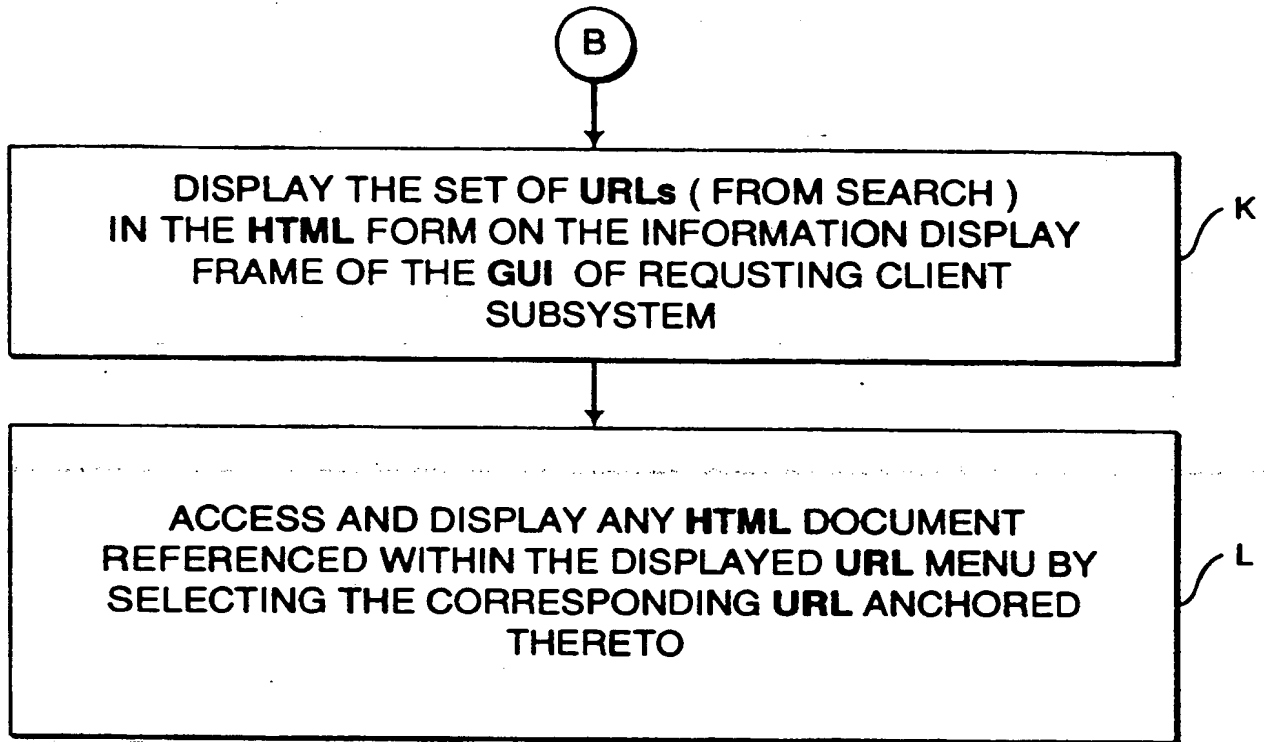 B
DISPLAY THE SET OF URLs ( FROM SEARCH )
IN THE HTML FORM ON THE INFORMATION DISPLAY
FRAME OF THE GUI OF REQUSTING CLIENT
SUBSYSTEM
K
ACCESS AND DISPLAY ANY HTML DOCUMENT
REFERENCED WITHIN THE DISPLAYED URL MENU BY
SELECTING THE CORRESPONDING URL ANCHORED
THERETO
L